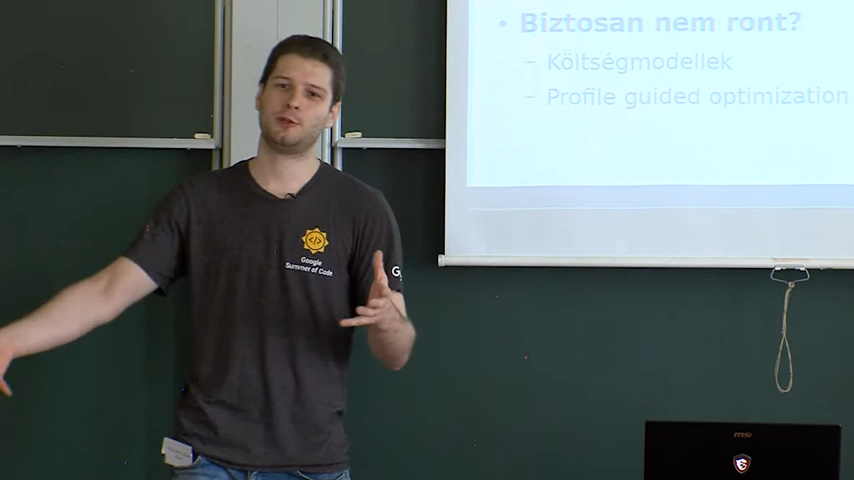 • Biztosan nem ront?
– Költségmodellek
– Profile guided optimization
Google
Summer of Code
G
msi